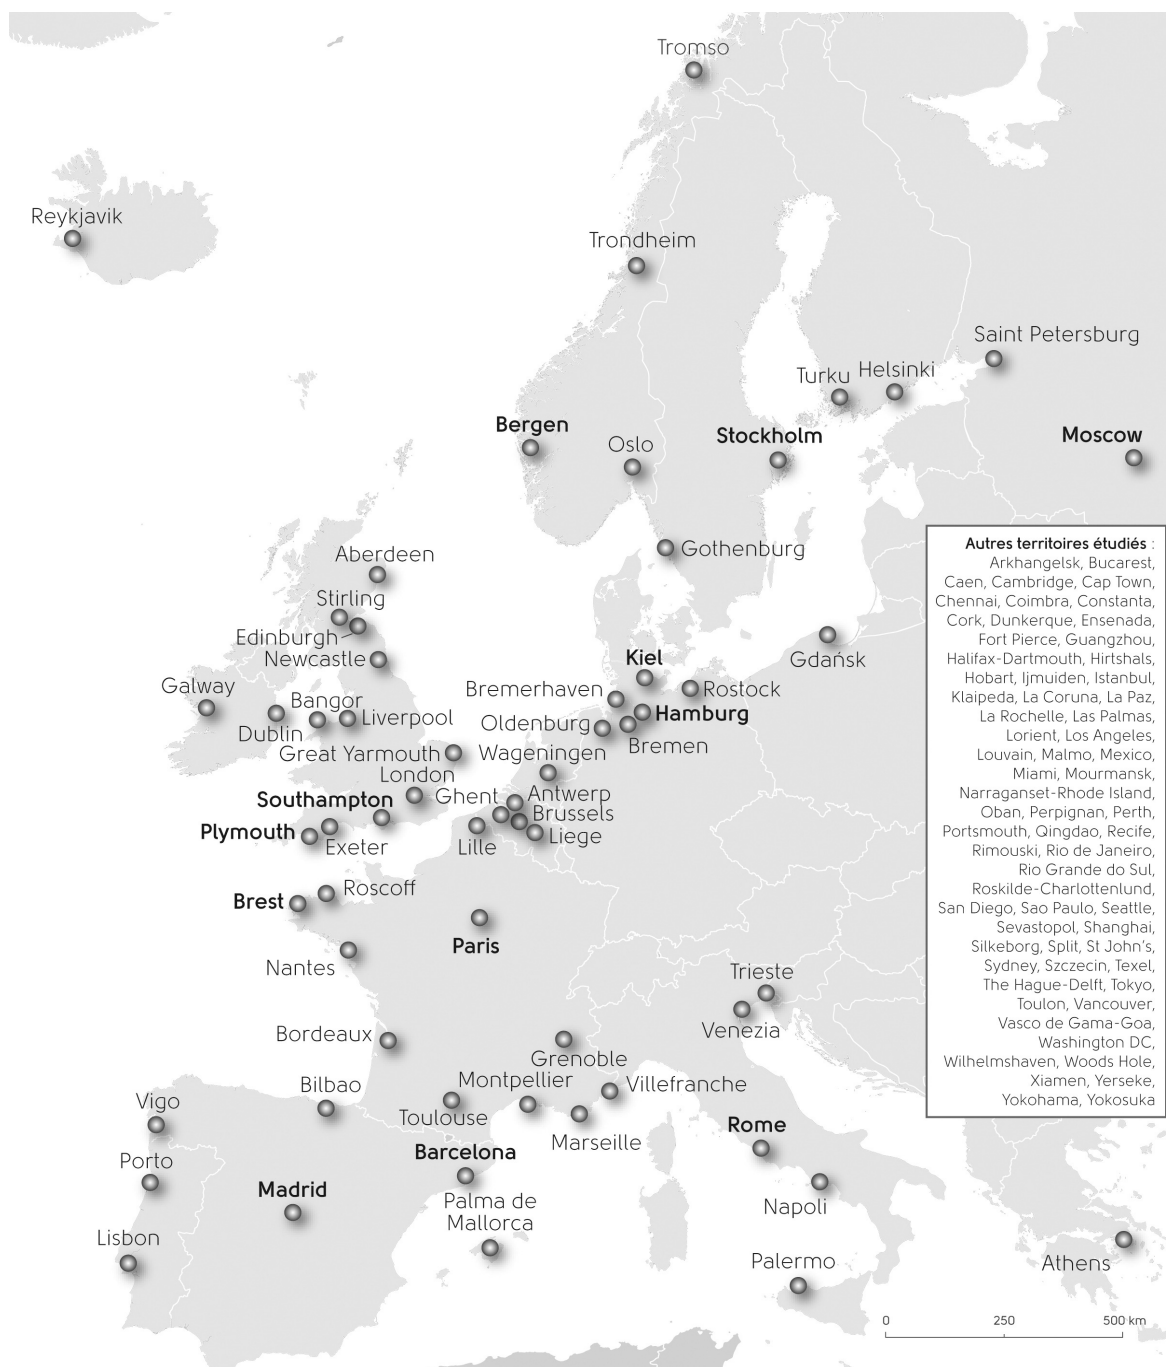 Tromso
Reykjavik
Trondheim
Saint Petersburg
Turku
Helsinki
Bergen
Oslo
Stockholm
Moscow
Gothenburg
Aberdeen
Stirling
Edinburgh
Newcastle
Gdańsk
Kiel
Galway
Bangor
Liverpool
Dublin
Bremerhaven
Rostock
Oldenburg
Hamburg
Bremen
Great Yarmouth
Wageningen
London
Ghent
Antwerp
Southampton
Brussels
Plymouth
Exeter
Lille
Liege
Roscoff
Brest
Paris
Nantes
Trieste
Venezia
Bordeaux
Grenoble
Bilbao
Montpellier
Villefranche
Vigo
Toulouse
Marseille
Rome
Barcelona
Porto
Madrid
Palma de
Mallorca
Napoli
Lisbon
Palermo
Athens
Autres territoires étudiés :
Arkhangelsk, Bucarest,
Caen, Cambridge, Cap Town,
Chennai, Coimbra, Constanta,
Cork, Dunkerque, Ensenada,
Fort Pierce, Guangzhou,
Halifax-Dartmouth, Hirtshals,
Hobart, Ijmuiden, Istanbul,
Klaipeda, La Coruna, La Paz,
La Rochelle, Las Palmas,
Lorient, Los Angeles,
Louvain, Malmo, Mexico,
Miami, Mourmansk,
Narraganset-Rhode Island,
Oban, Perpignan, Perth,
Portsmouth, Qingdao, Recife,
Rimouski, Rio de Janeiro,
Rio Grande do Sul,
Roskilde-Charlottenlund,
San Diego, Sao Paulo, Seattle,
Sevastopol, Shanghai,
Silkeborg, Split, St John's,
Sydney, Szczecin, Texel,
The Hague-Delft, Tokyo,
Toulon, Vancouver,
Vasco de Gama-Goa,
Washington DC,
Wilhelmshaven, Woods Hole,
Xiamen, Yerseke,
Yokohama, Yokosuka
0 250 500 km